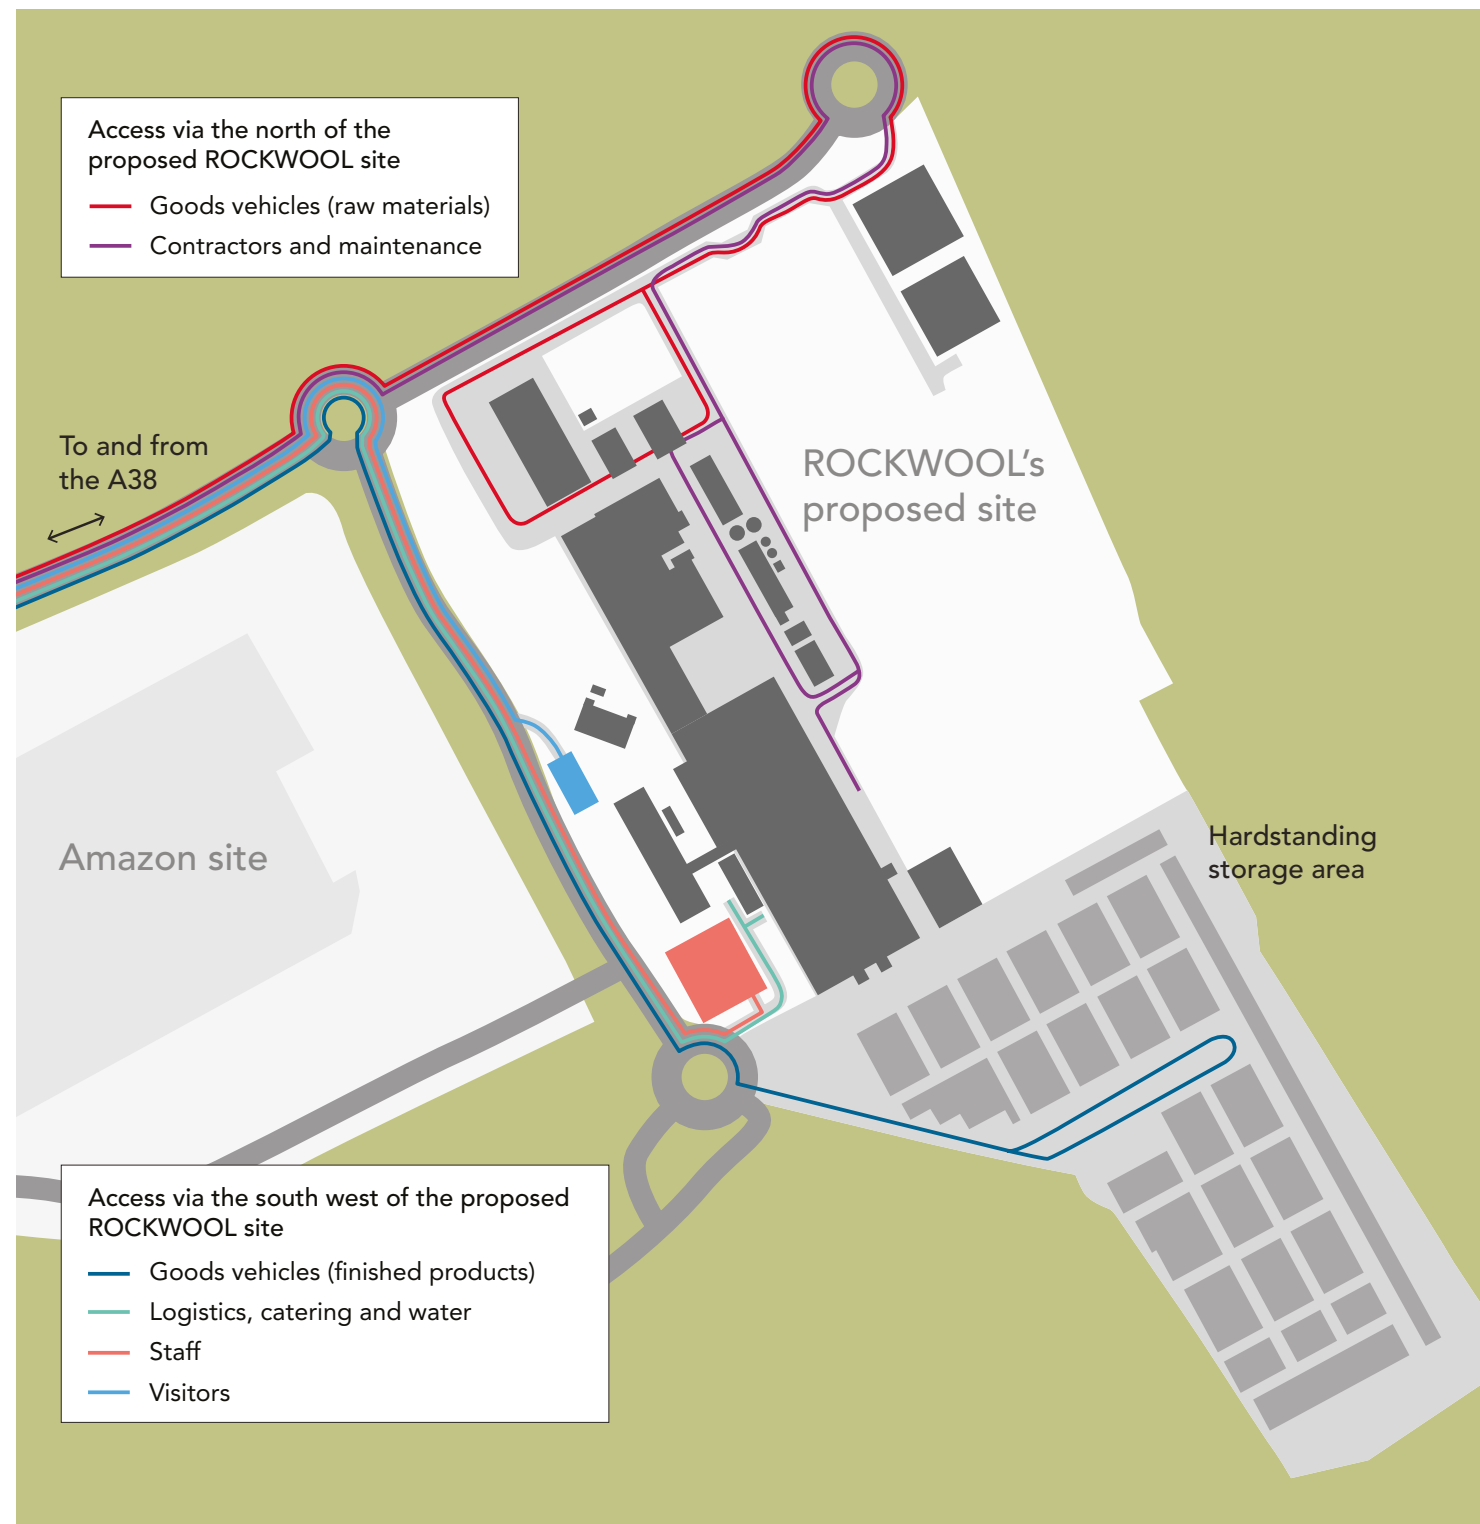 Access via the north of the
proposed ROCKWOOL site
Goods vehicles (raw materials)
Contractors and maintenance
To and from
the A38
ROCKWOOL's
proposed site
Amazon site
Hardstanding
storage area
Access via the south west of the proposed
ROCKWOOL site
Goods vehicles (finished products)
Logistics, catering and water
Staff
Visitors